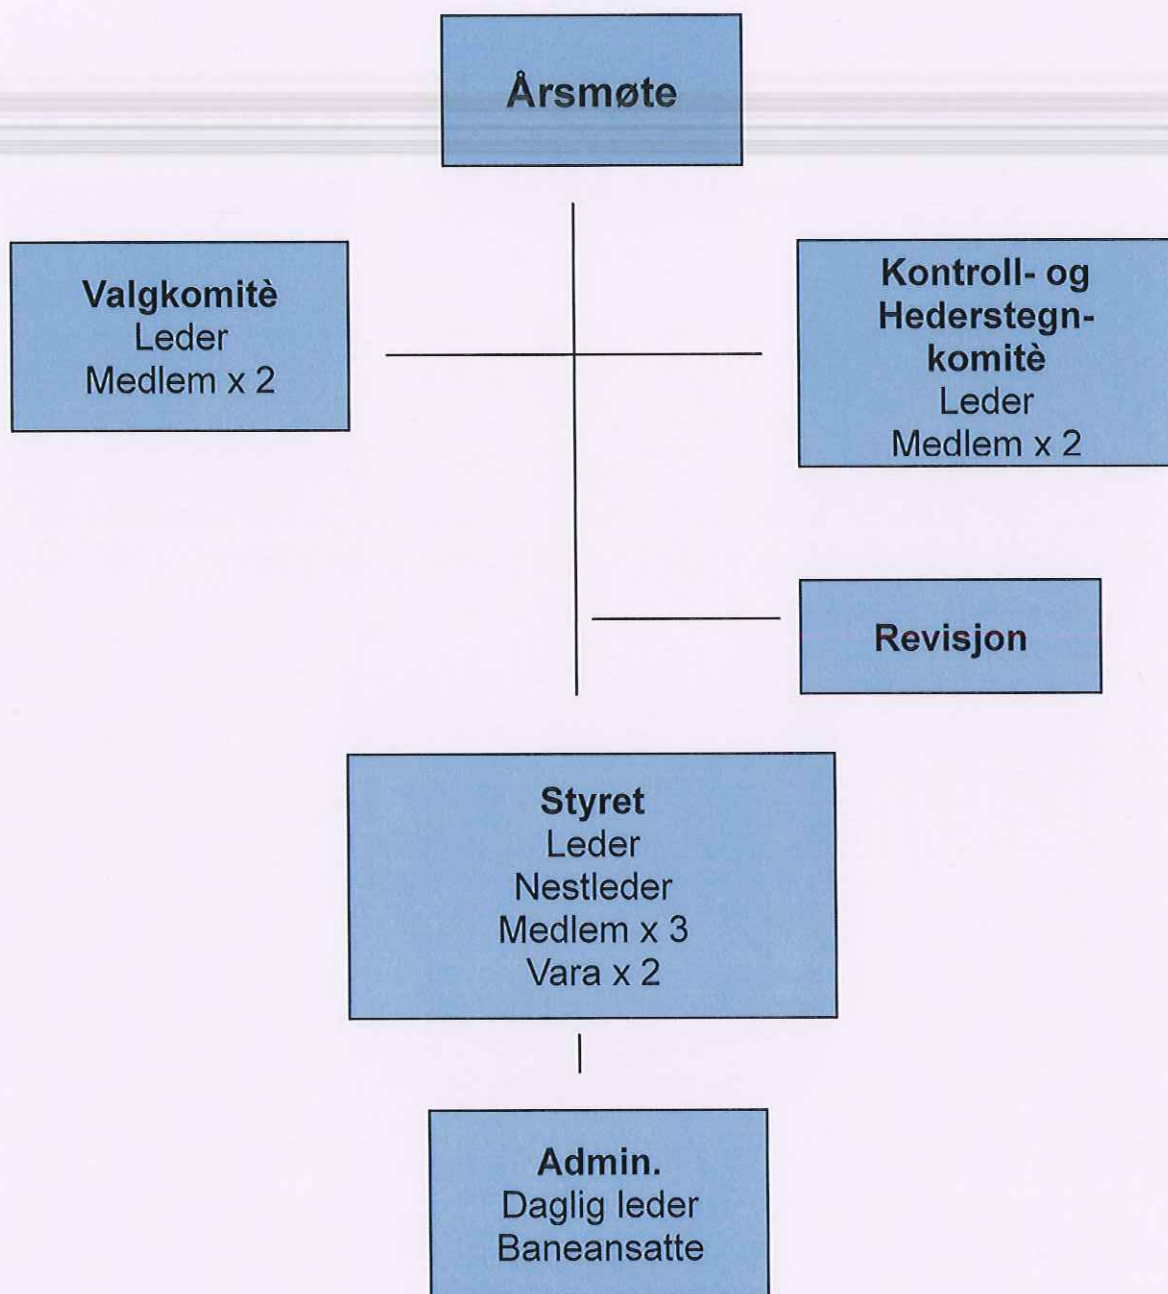 Årsmøte
Valgkomitè
Leder
Medlem x 2
Kontroll- og
Hederstegn-
komitè
Leder
Medlem x 2
Revisjon
Styret
Leder
Nestleder
Medlem x 3
Vara x 2
Admin.
Daglig leder
Baneansatte